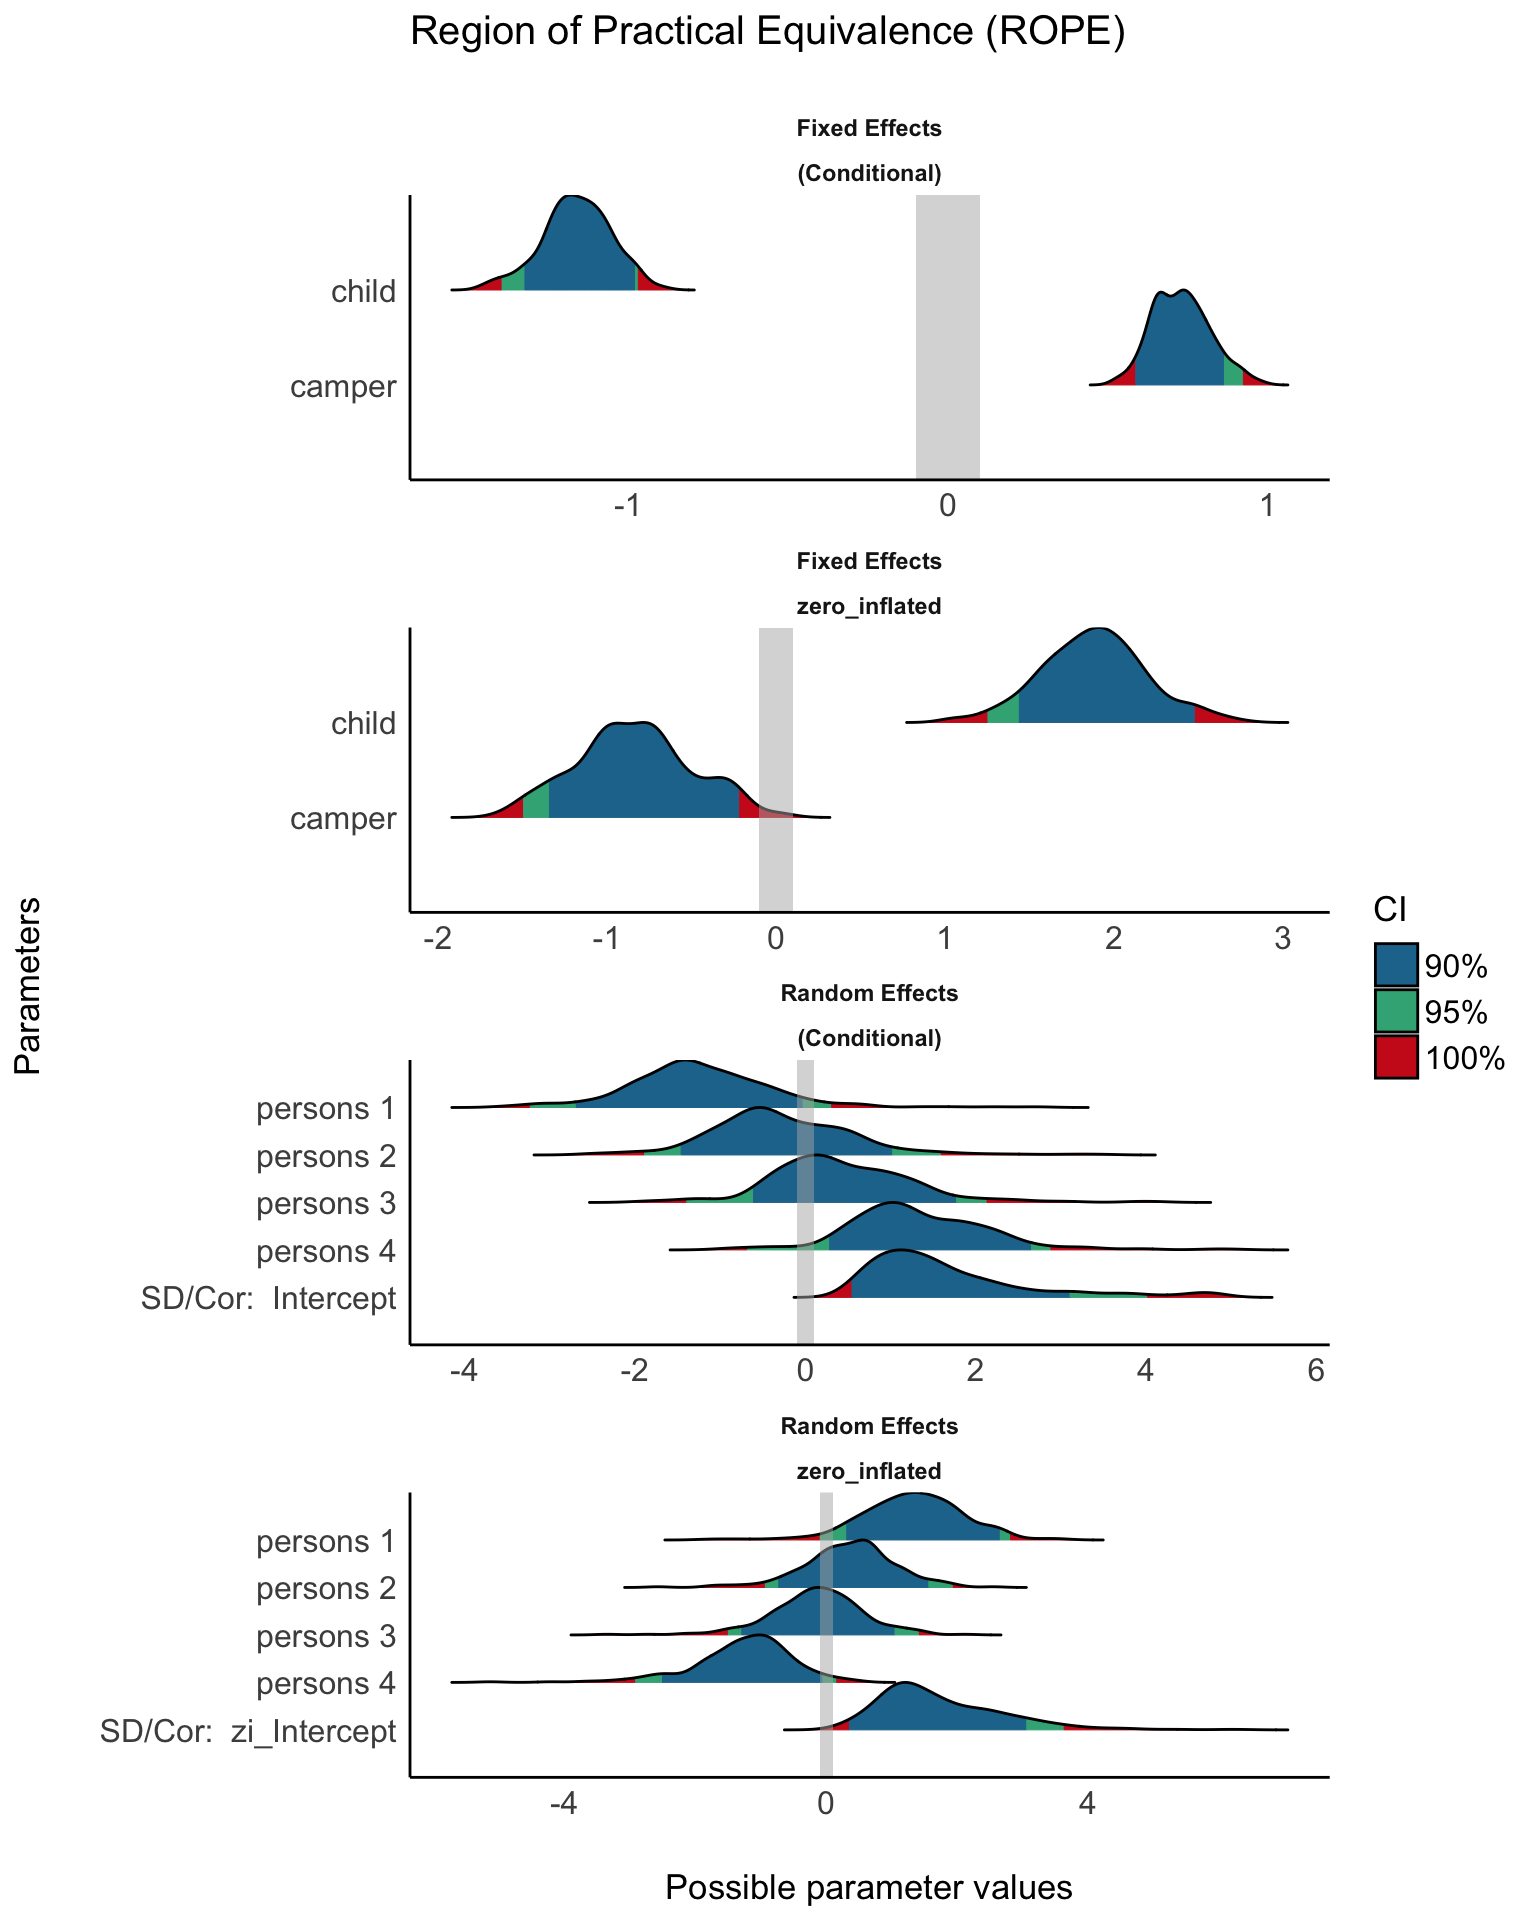 Region of Practical Equivalence (ROPE)
Fixed Effects
(Conditional)
child
camper
-1 0 1
Fixed Effects
zero_inflated
child
camper
-2 -1 0 1 2 3
Random Effects
(Conditional)
persons 1
persons 2
persons 3
persons 4
SD/Cor: Intercept
-4 -2 0 2 4 6
Random Effects
zero_inflated
persons 1
persons 2
persons 3
persons 4
SD/Cor: zi_Intercept
-4 0 4
Possible parameter values
Parameters
CI
90%
95%
100%